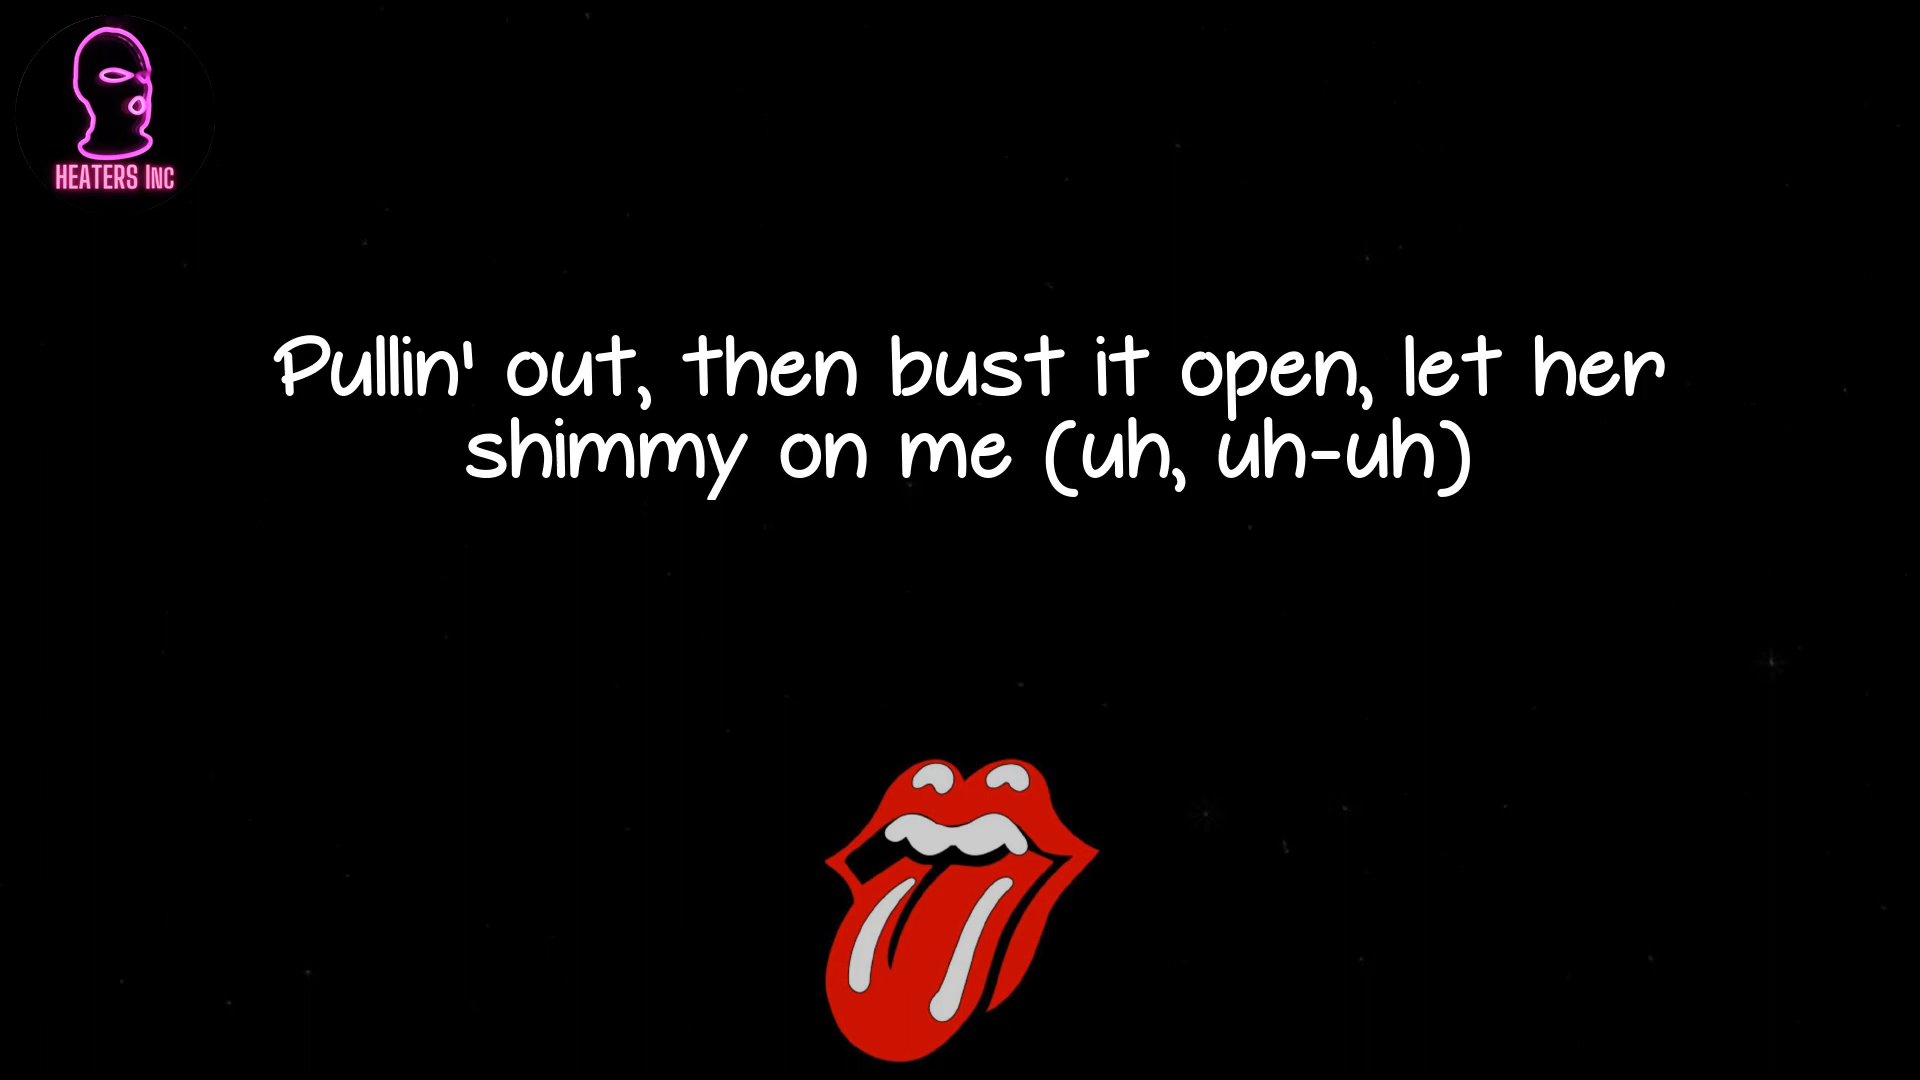 HEATERS INC
Pullin' out, then bust it open, let her
shimmy on me (uh, uh-uh)